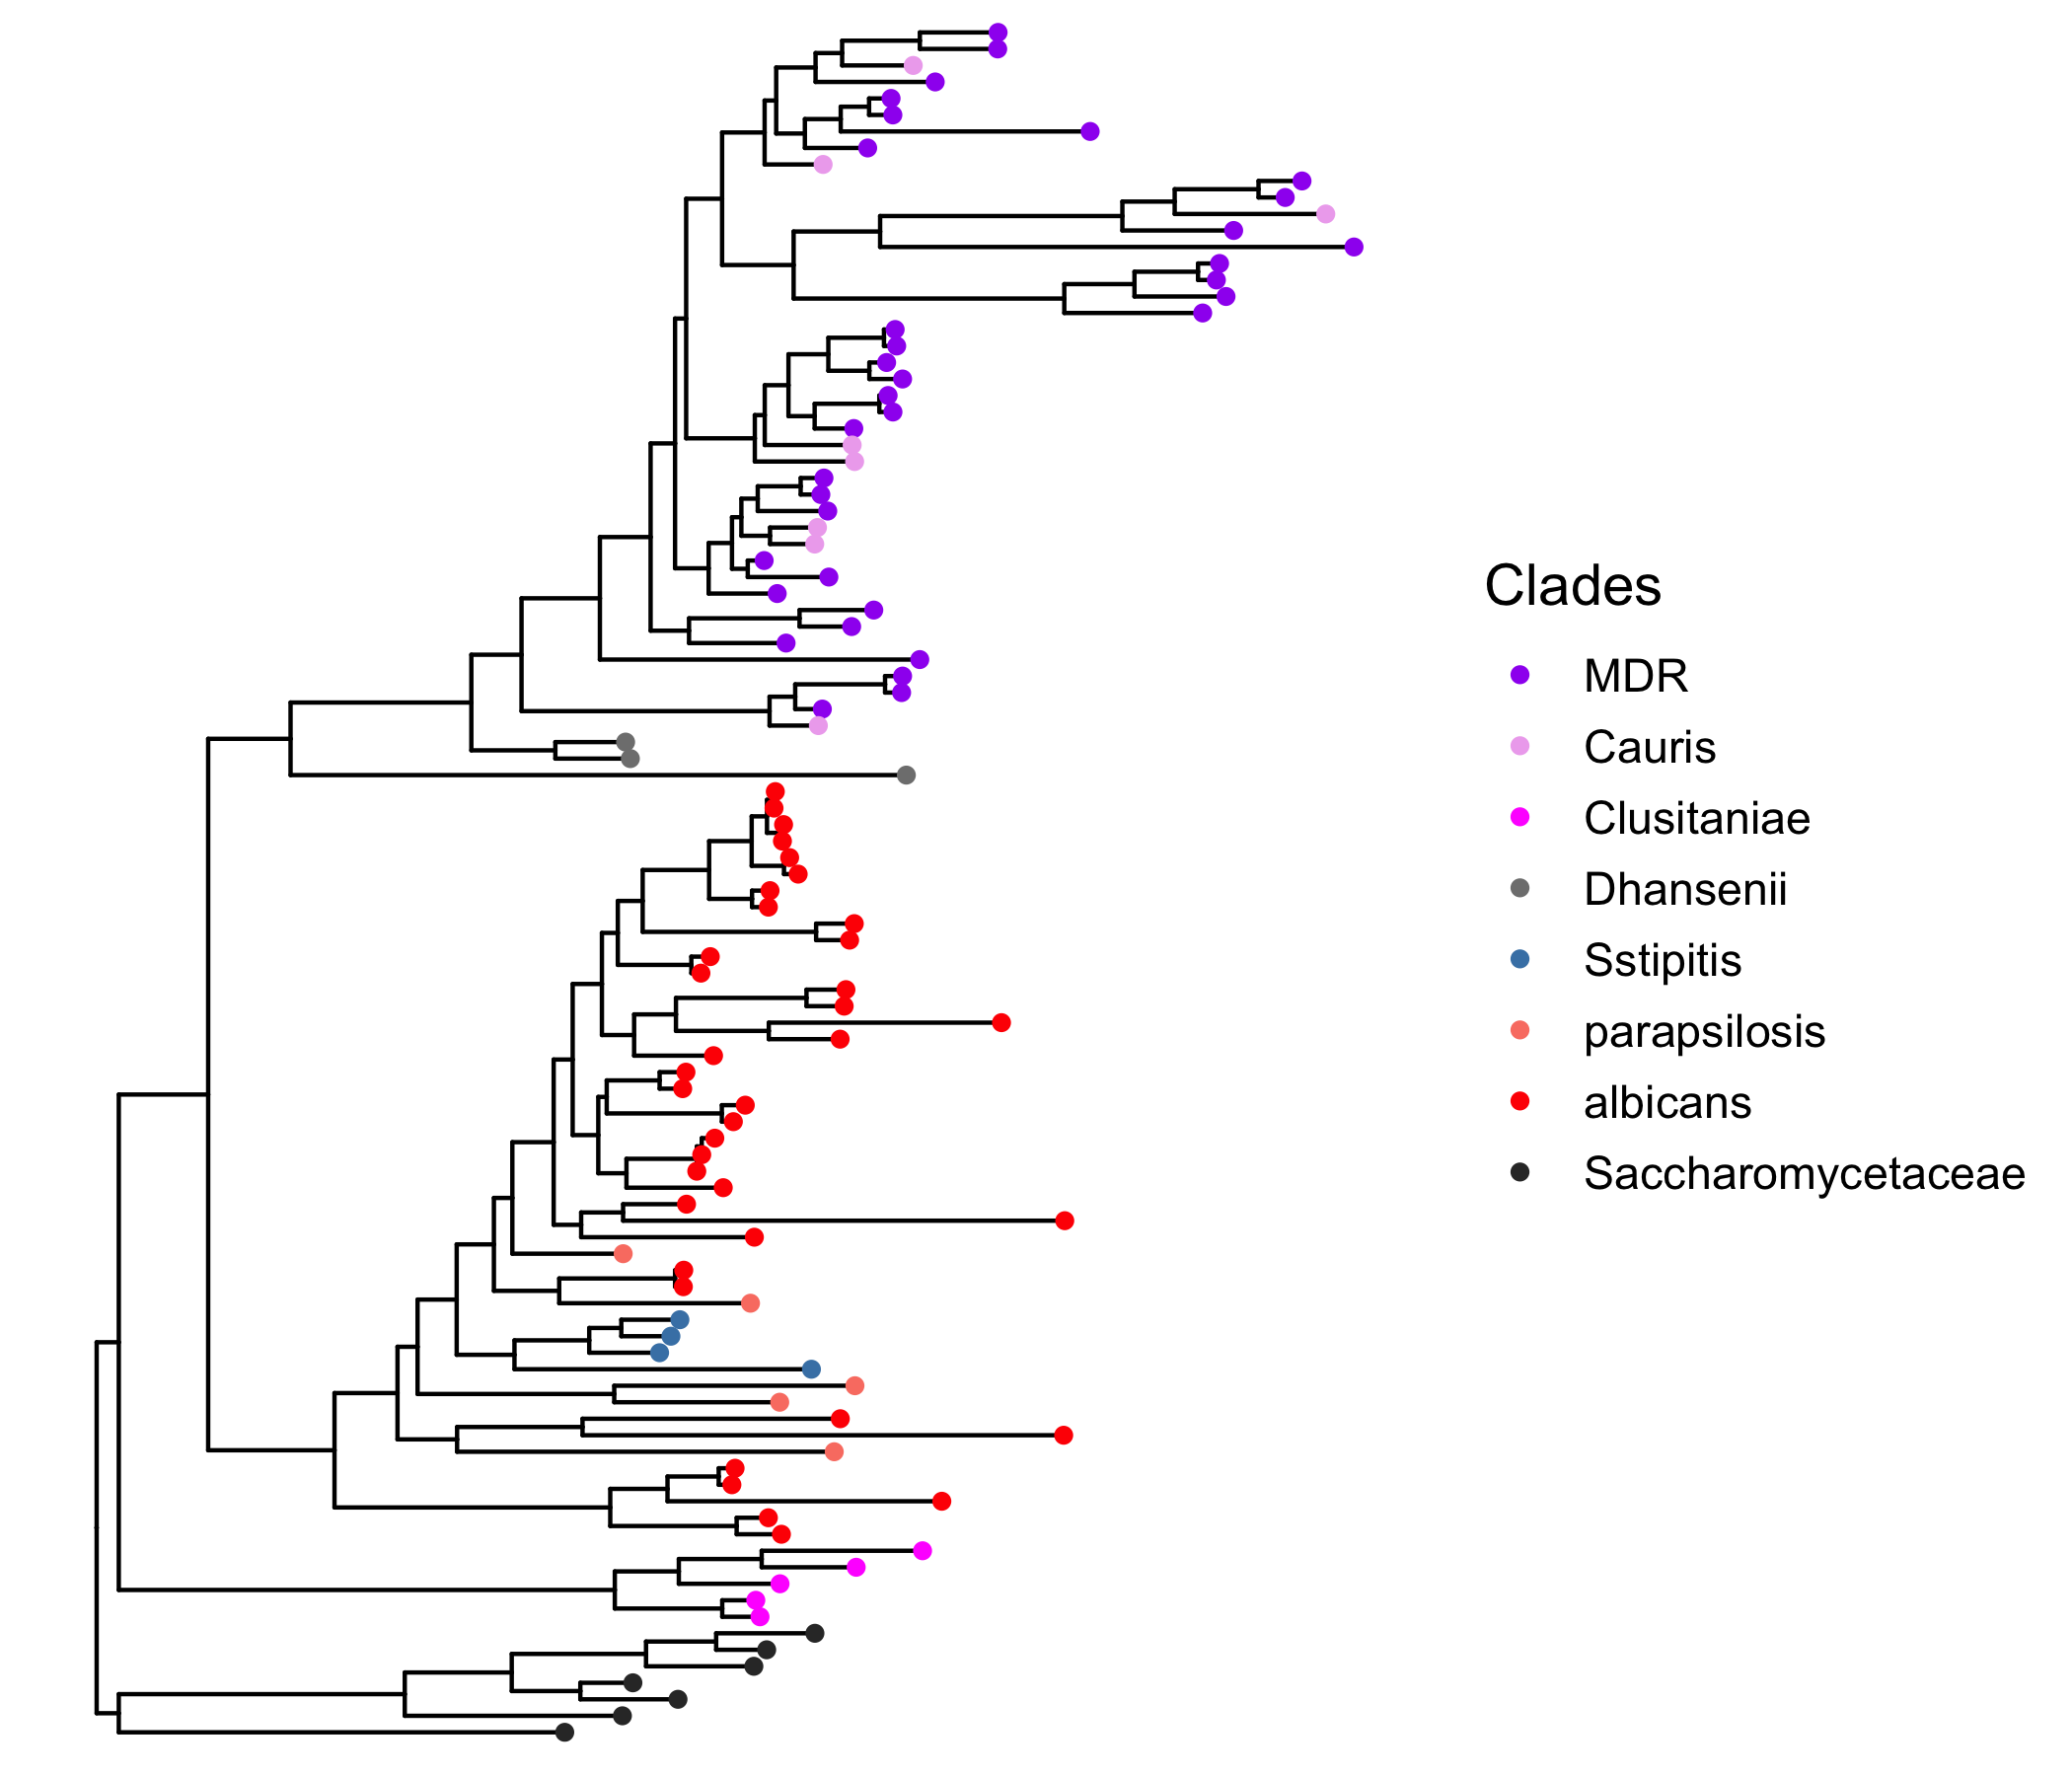 Clades
MDR
Cauris
Clusitaniae
Dhansenii
Sstipitis
parapsilosis
albicans
Saccharomycetaceae